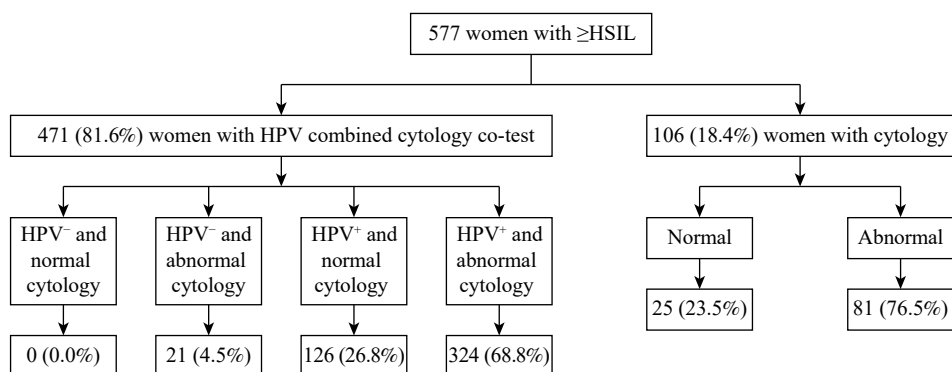 577 women with ≥HSIL
471 (81.6%) women with HPV combined cytology co-test
106 (18.4%) women with cytology
HPV⁻ and
normal
cytology
HPV⁻ and
abnormal
cytology
HPV⁺ and
normal
cytology
HPV⁺ and
abnormal
cytology
Normal
Abnormal
25 (23.5%)
81 (76.5%)
0 (0.0%)
21 (4.5%)
126 (26.8%)
324 (68.8%)